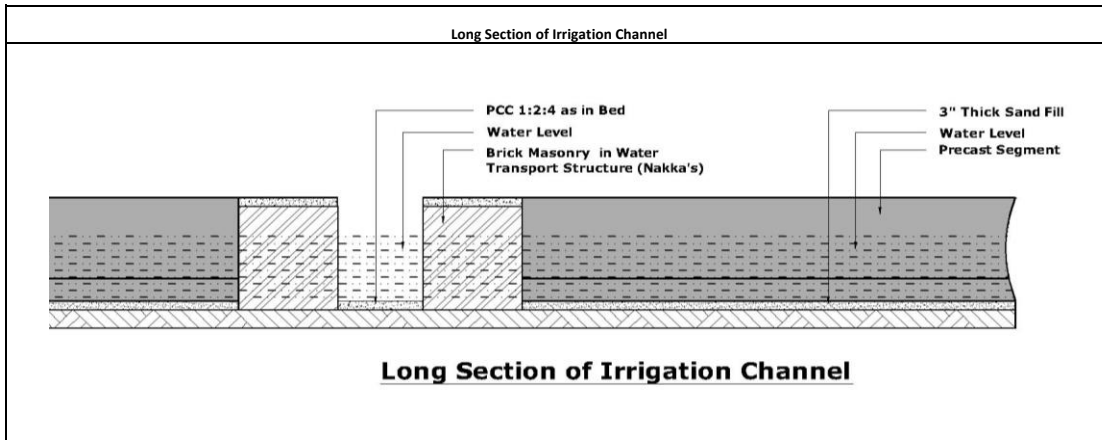 Long Section of Irrigation Channel
PCC 1:2:4 as in Bed
Water Level
Brick Masonry in Water
Transport Structure (Nakka's)
3" Thick Sand Fill
Water Level
Precast Segment
Long Section of Irrigation Channel